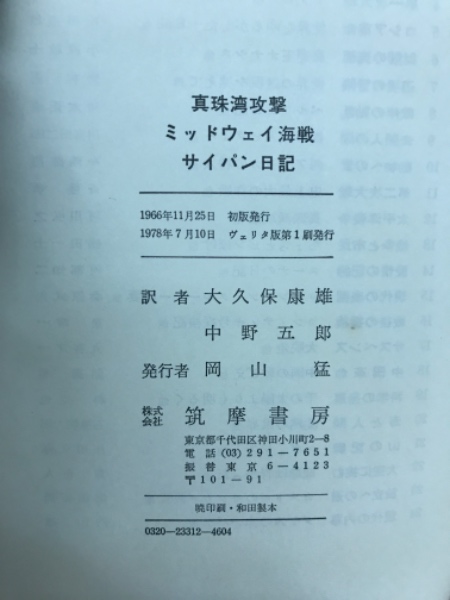 真珠湾攻撃
ミッドウェイ海戦
サイパン日記
1966年11月25日 初版発行
1978年7月10日 ヴェリタ版第1刷発行
訳者 大久保康雄
中野五郎
発行者 岡山猛
株式会社 筑摩書房
東京都千代田区神田小川町2-8
電話 (03) 291-7651
振替東京 6-4123
〒101-91
暁印刷・和田製本
0320-23312-4604